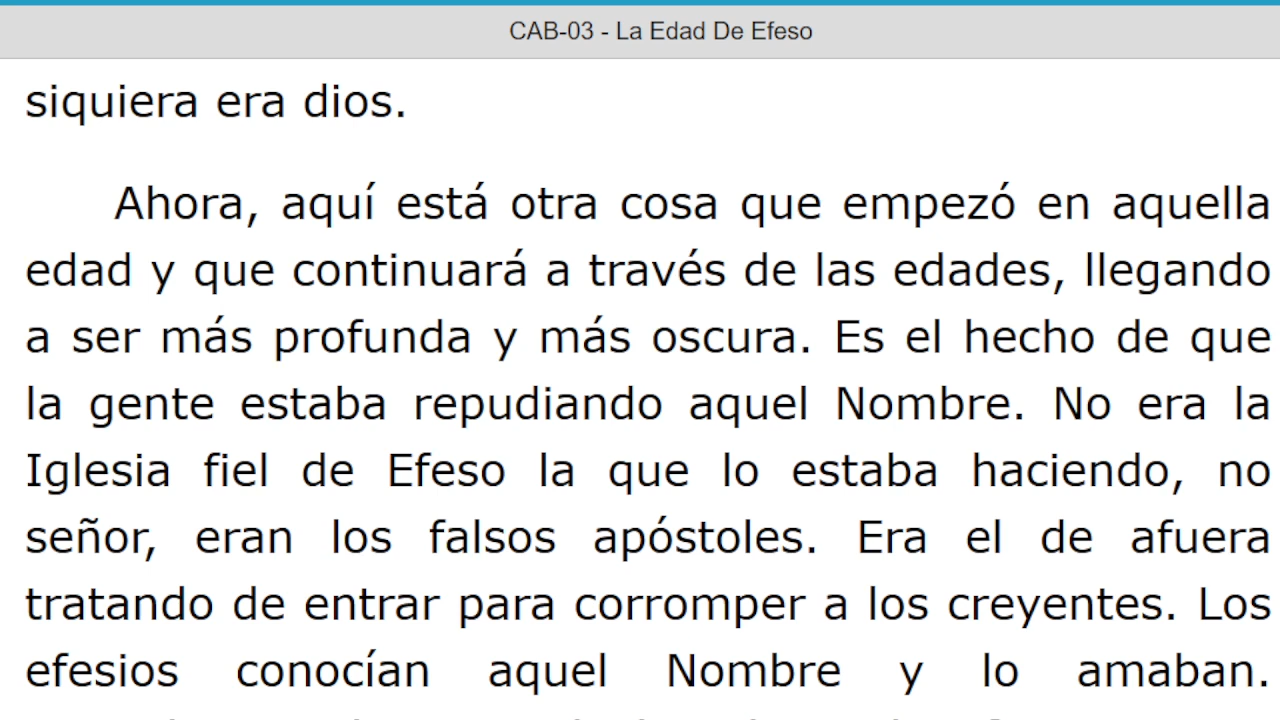 CAB-03 - La Edad De Efeso
siquiera era dios.
Ahora, aquí está otra cosa que empezó en aquella
edad y que continuará a través de las edades, llegando
a ser más profunda y más oscura. Es el hecho de que
la gente estaba repudiando aquel Nombre. No era la
Iglesia fiel de Efeso la que lo estaba haciendo, no
señor, eran los falsos apóstoles. Era el de afuera
tratando de entrar para corromper a los creyentes. Los
efesios conocían aquel Nombre y lo amaban.